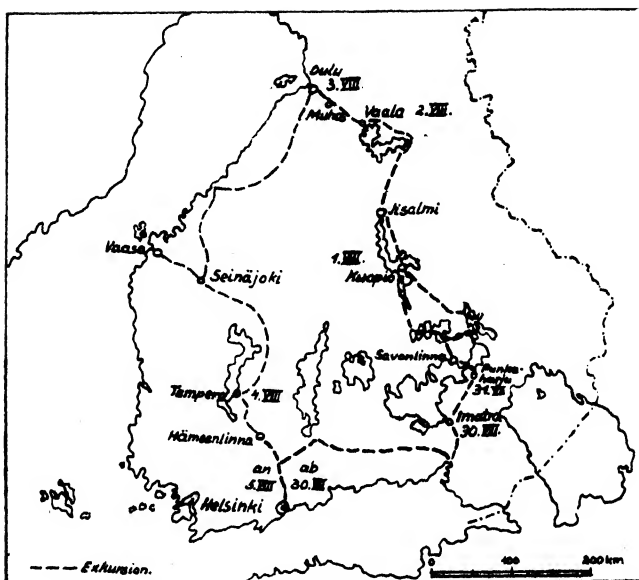 Oulu
3. VIII.
Muhos
Vaala 2. VIII.
Iisalmi
Vaasa
1. VIII.
Kuopio
Seinäjoki
Savonlinna
Punka-
harju
31. VII
Tampere 4. VIII
Imatra
30. VII.
Hämeenlinna
an ab
5. VIII 30. VII
Helsinki
--- Exkursion.
0 100 200 km